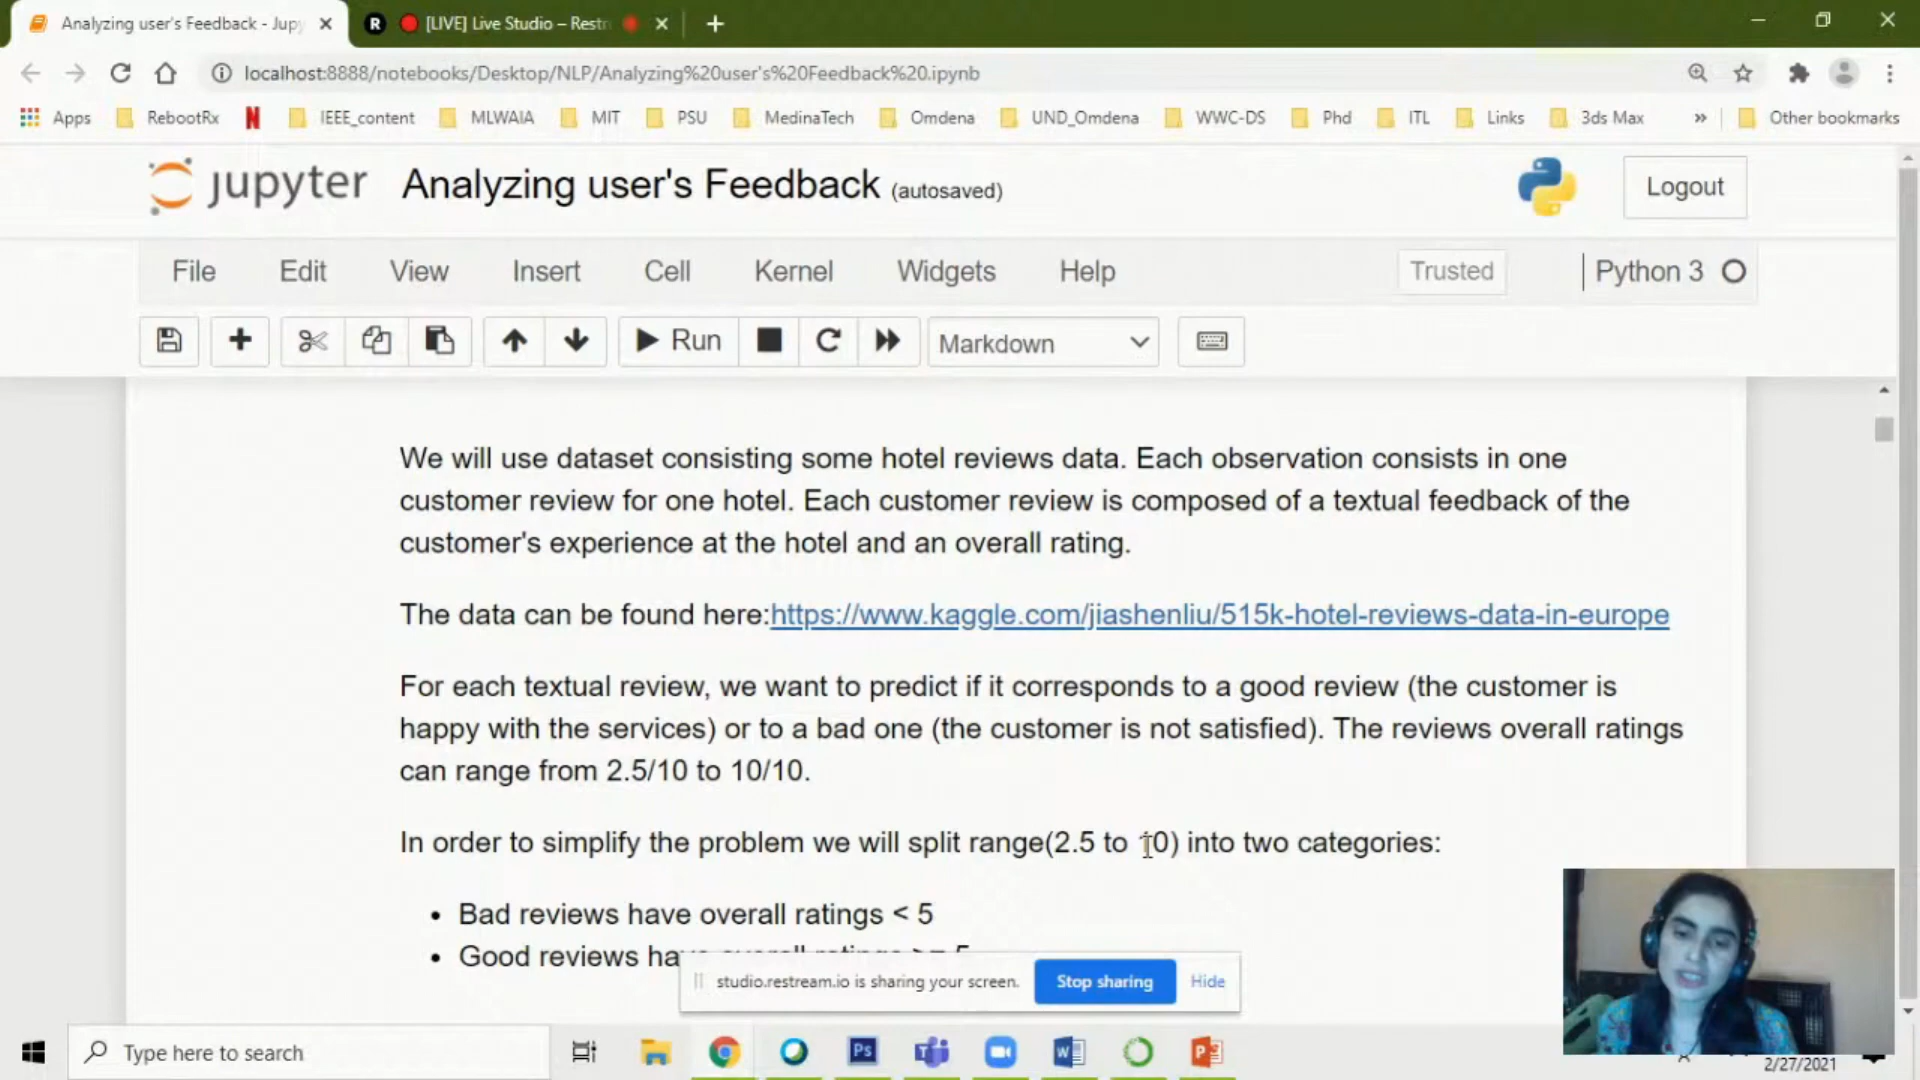 Analyzing user's Feedback - Jupy
R [LIVE] Live Studio – Restr
localhost:8888/notebooks/Desktop/NLP/Analyzing%20user's%20Feedback%20.ipynb
Apps RebootRx N IEEE_content MLWAIA MIT PSU MedinaTech Omdena UND_Omdena WWC-DS Phd ITL Links 3ds Max » Other bookmarks
jupyter Analyzing user's Feedback (autosaved) Logout
File Edit View Insert Cell Kernel Widgets Help Trusted Python 3
Run Markdown
We will use dataset consisting some hotel reviews data. Each observation consists in one
customer review for one hotel. Each customer review is composed of a textual feedback of the
customer's experience at the hotel and an overall rating.
The data can be found here:https://www.kaggle.com/jiashenliu/515k-hotel-reviews-data-in-europe
For each textual review, we want to predict if it corresponds to a good review (the customer is
happy with the services) or to a bad one (the customer is not satisfied). The reviews overall ratings
can range from 2.5/10 to 10/10.
In order to simplify the problem we will split range(2.5 to 10) into two categories:
• Bad reviews have overall ratings < 5
• Good reviews have overall ratings >= 5
studio.restream.io is sharing your screen. Stop sharing Hide
Type here to search Ps
2/27/2021